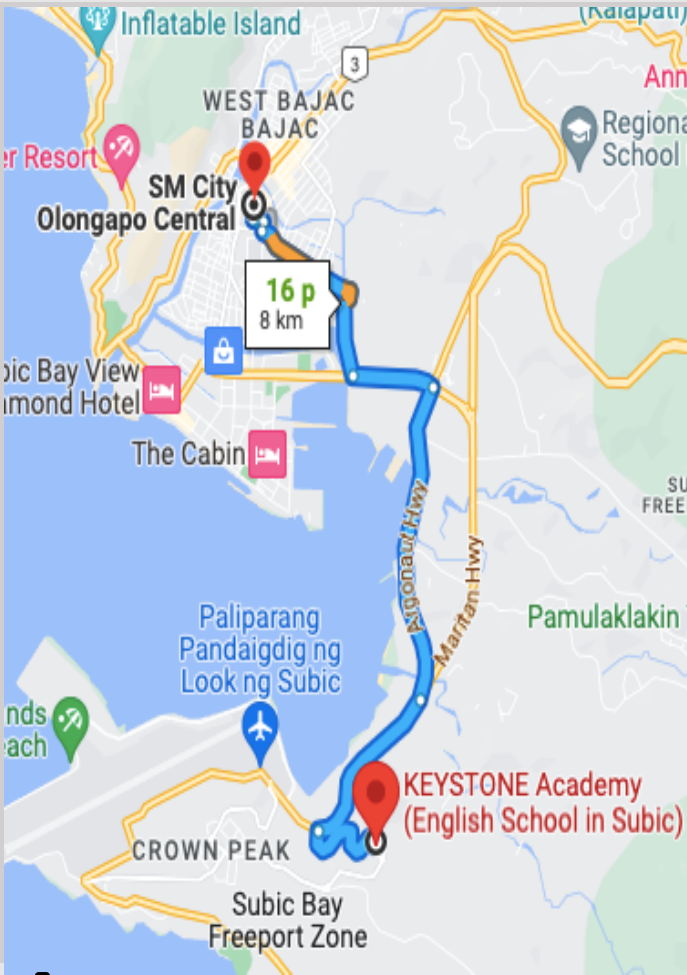 (Kalapati)
Inflatable Island
3
Ann
WEST BAJAC
BAJAC
Regiona
School
er Resort
SM City
Olongapo Central
16 p
8 km
bic Bay View
amond Hotel
The Cabin
SU
FREE
Argonaut Hwy
Maritan Hwy
Paliparang
Pandaigdig ng
Look ng Subic
Pamulaklakin
nds
each
KEYSTONE Academy
(English School in Subic)
CROWN PEAK
Subic Bay
Freeport Zone